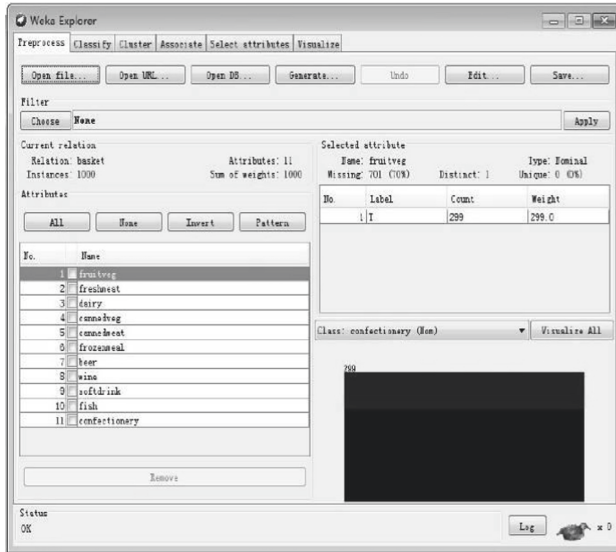 Weka Explorer
Preprocess Classify Cluster Associate Select attributes Visualize
Open file... Open URL... Open DB... Generate... Undo Edit... Save...
Filter
Choose None Apply
Current relation
Relation: basket Attributes: 11
Instances: 1000 Sum of weights: 1000
Selected attribute
Name: fruitveg Type: Nominal
Missing: 701 (70%) Distinct: 1 Unique: 0 (0%)
No. Label Count Weight
1 T 299 299.0
Attributes
All None Invert Pattern
No. Name
1 fruitveg
2 freshmeat
3 dairy
4 cannedveg
5 cannedmeat
6 frozenmeal
7 beer
8 wine
9 softdrink
10 fish
11 confectionery
Remove
Class: confectionery (Nom) Visualize All
299
Status
OK
Log x 0